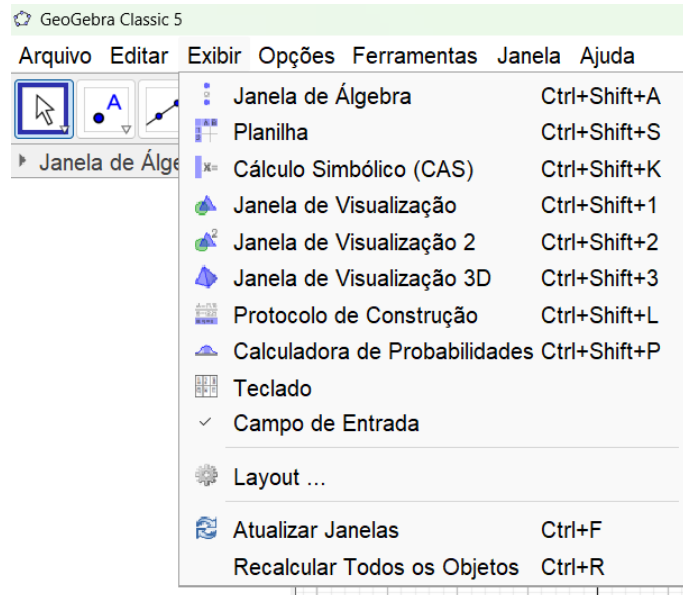 GeoGebra Classic 5
Arquivo Editar Exibir Opções Ferramentas Janela Ajuda
A
Janela de Álge
Janela de Álgebra Ctrl+Shift+A
Planilha Ctrl+Shift+S
Cálculo Simbólico (CAS) Ctrl+Shift+K
Janela de Visualização Ctrl+Shift+1
Janela de Visualização 2 Ctrl+Shift+2
Janela de Visualização 3D Ctrl+Shift+3
Protocolo de Construção Ctrl+Shift+L
Calculadora de Probabilidades Ctrl+Shift+P
Teclado
Campo de Entrada
Layout ...
Atualizar Janelas Ctrl+F
Recalcular Todos os Objetos Ctrl+R